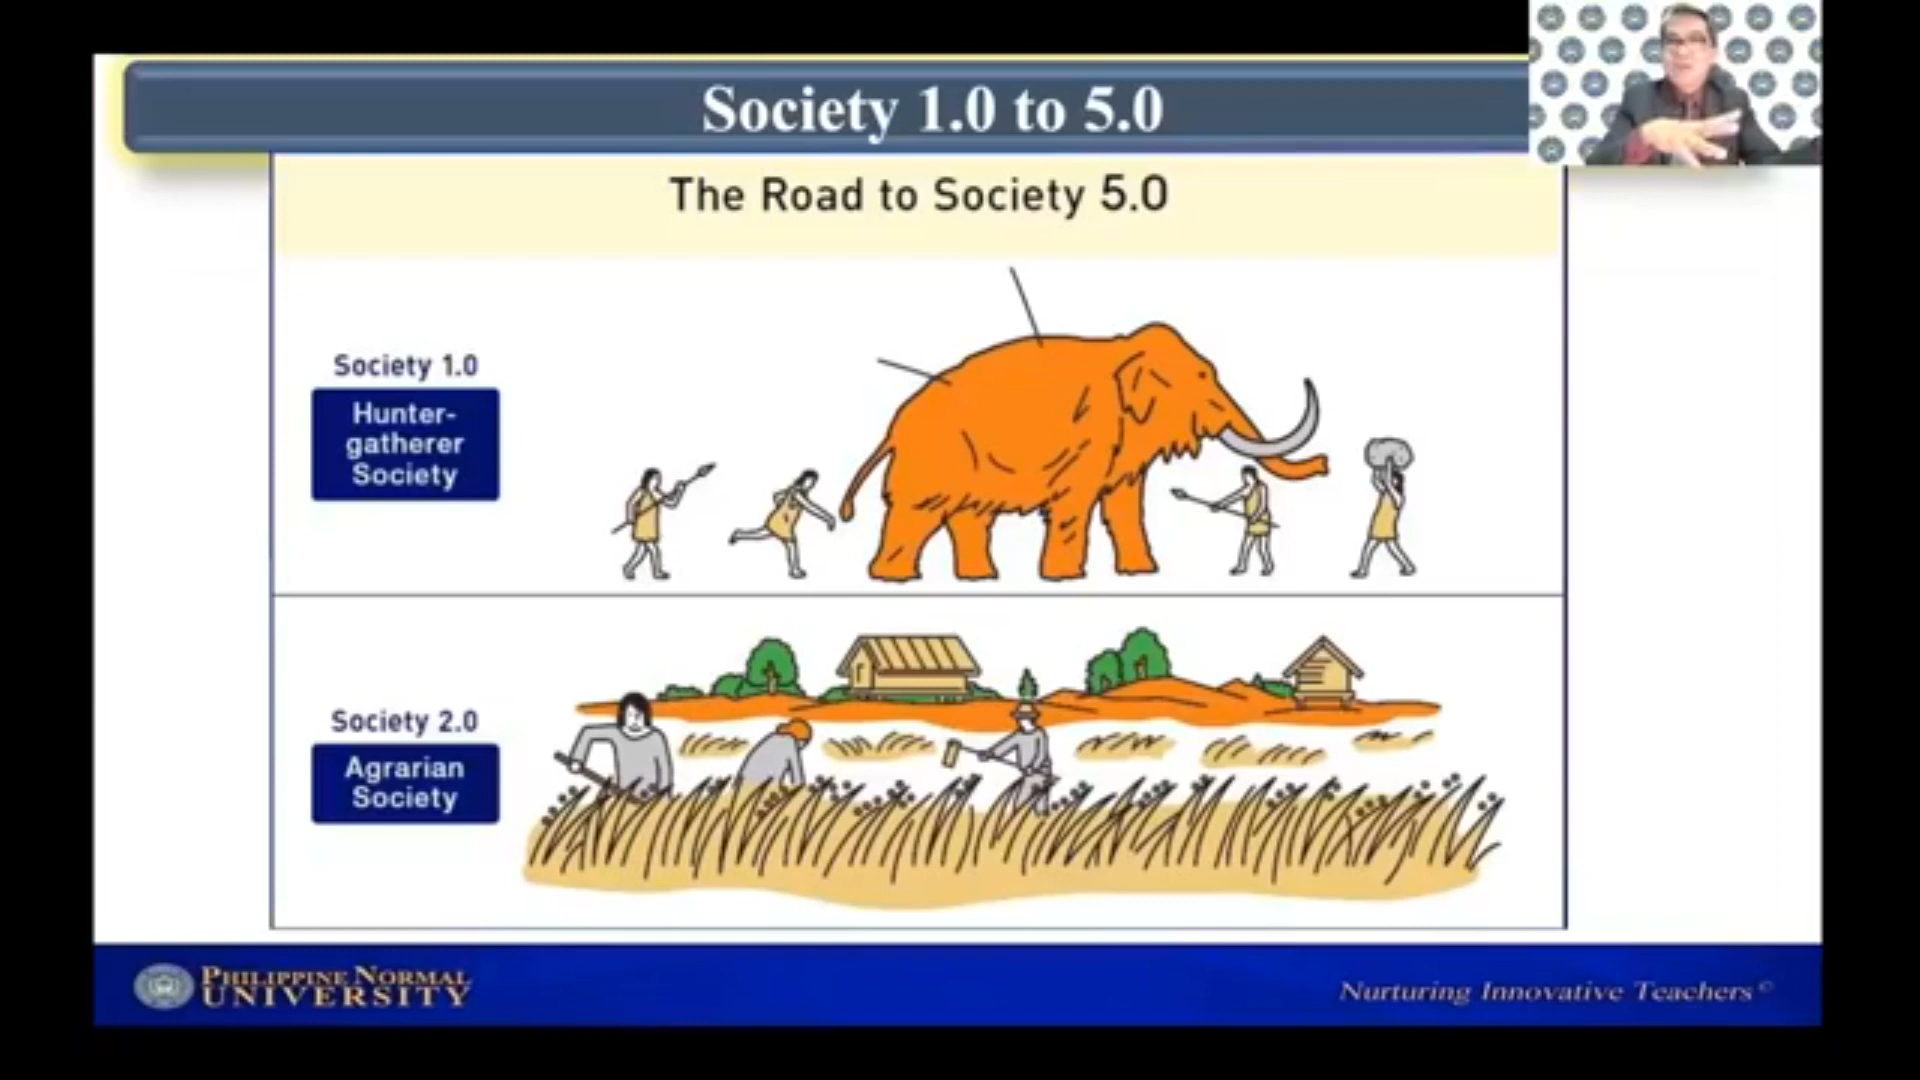 Society 1.0 to 5.0
The Road to Society 5.0
Society 1.0
Hunter-
gatherer
Society
Society 2.0
Agrarian
Society
PHILIPPINE NORMAL
UNIVERSITY
Nurturing Innovative Teachers©